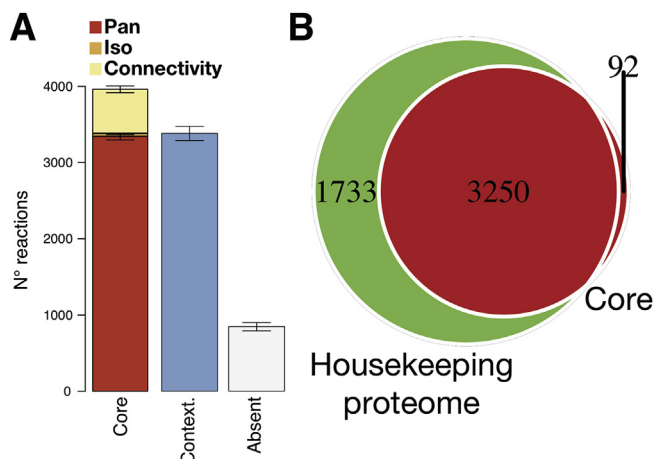 A
Pan
Iso
Connectivity
N° reactions
4000
3000
2000
1000
0
Core
Context.
Absent
B
92
1733
3250
Core
Housekeeping
proteome